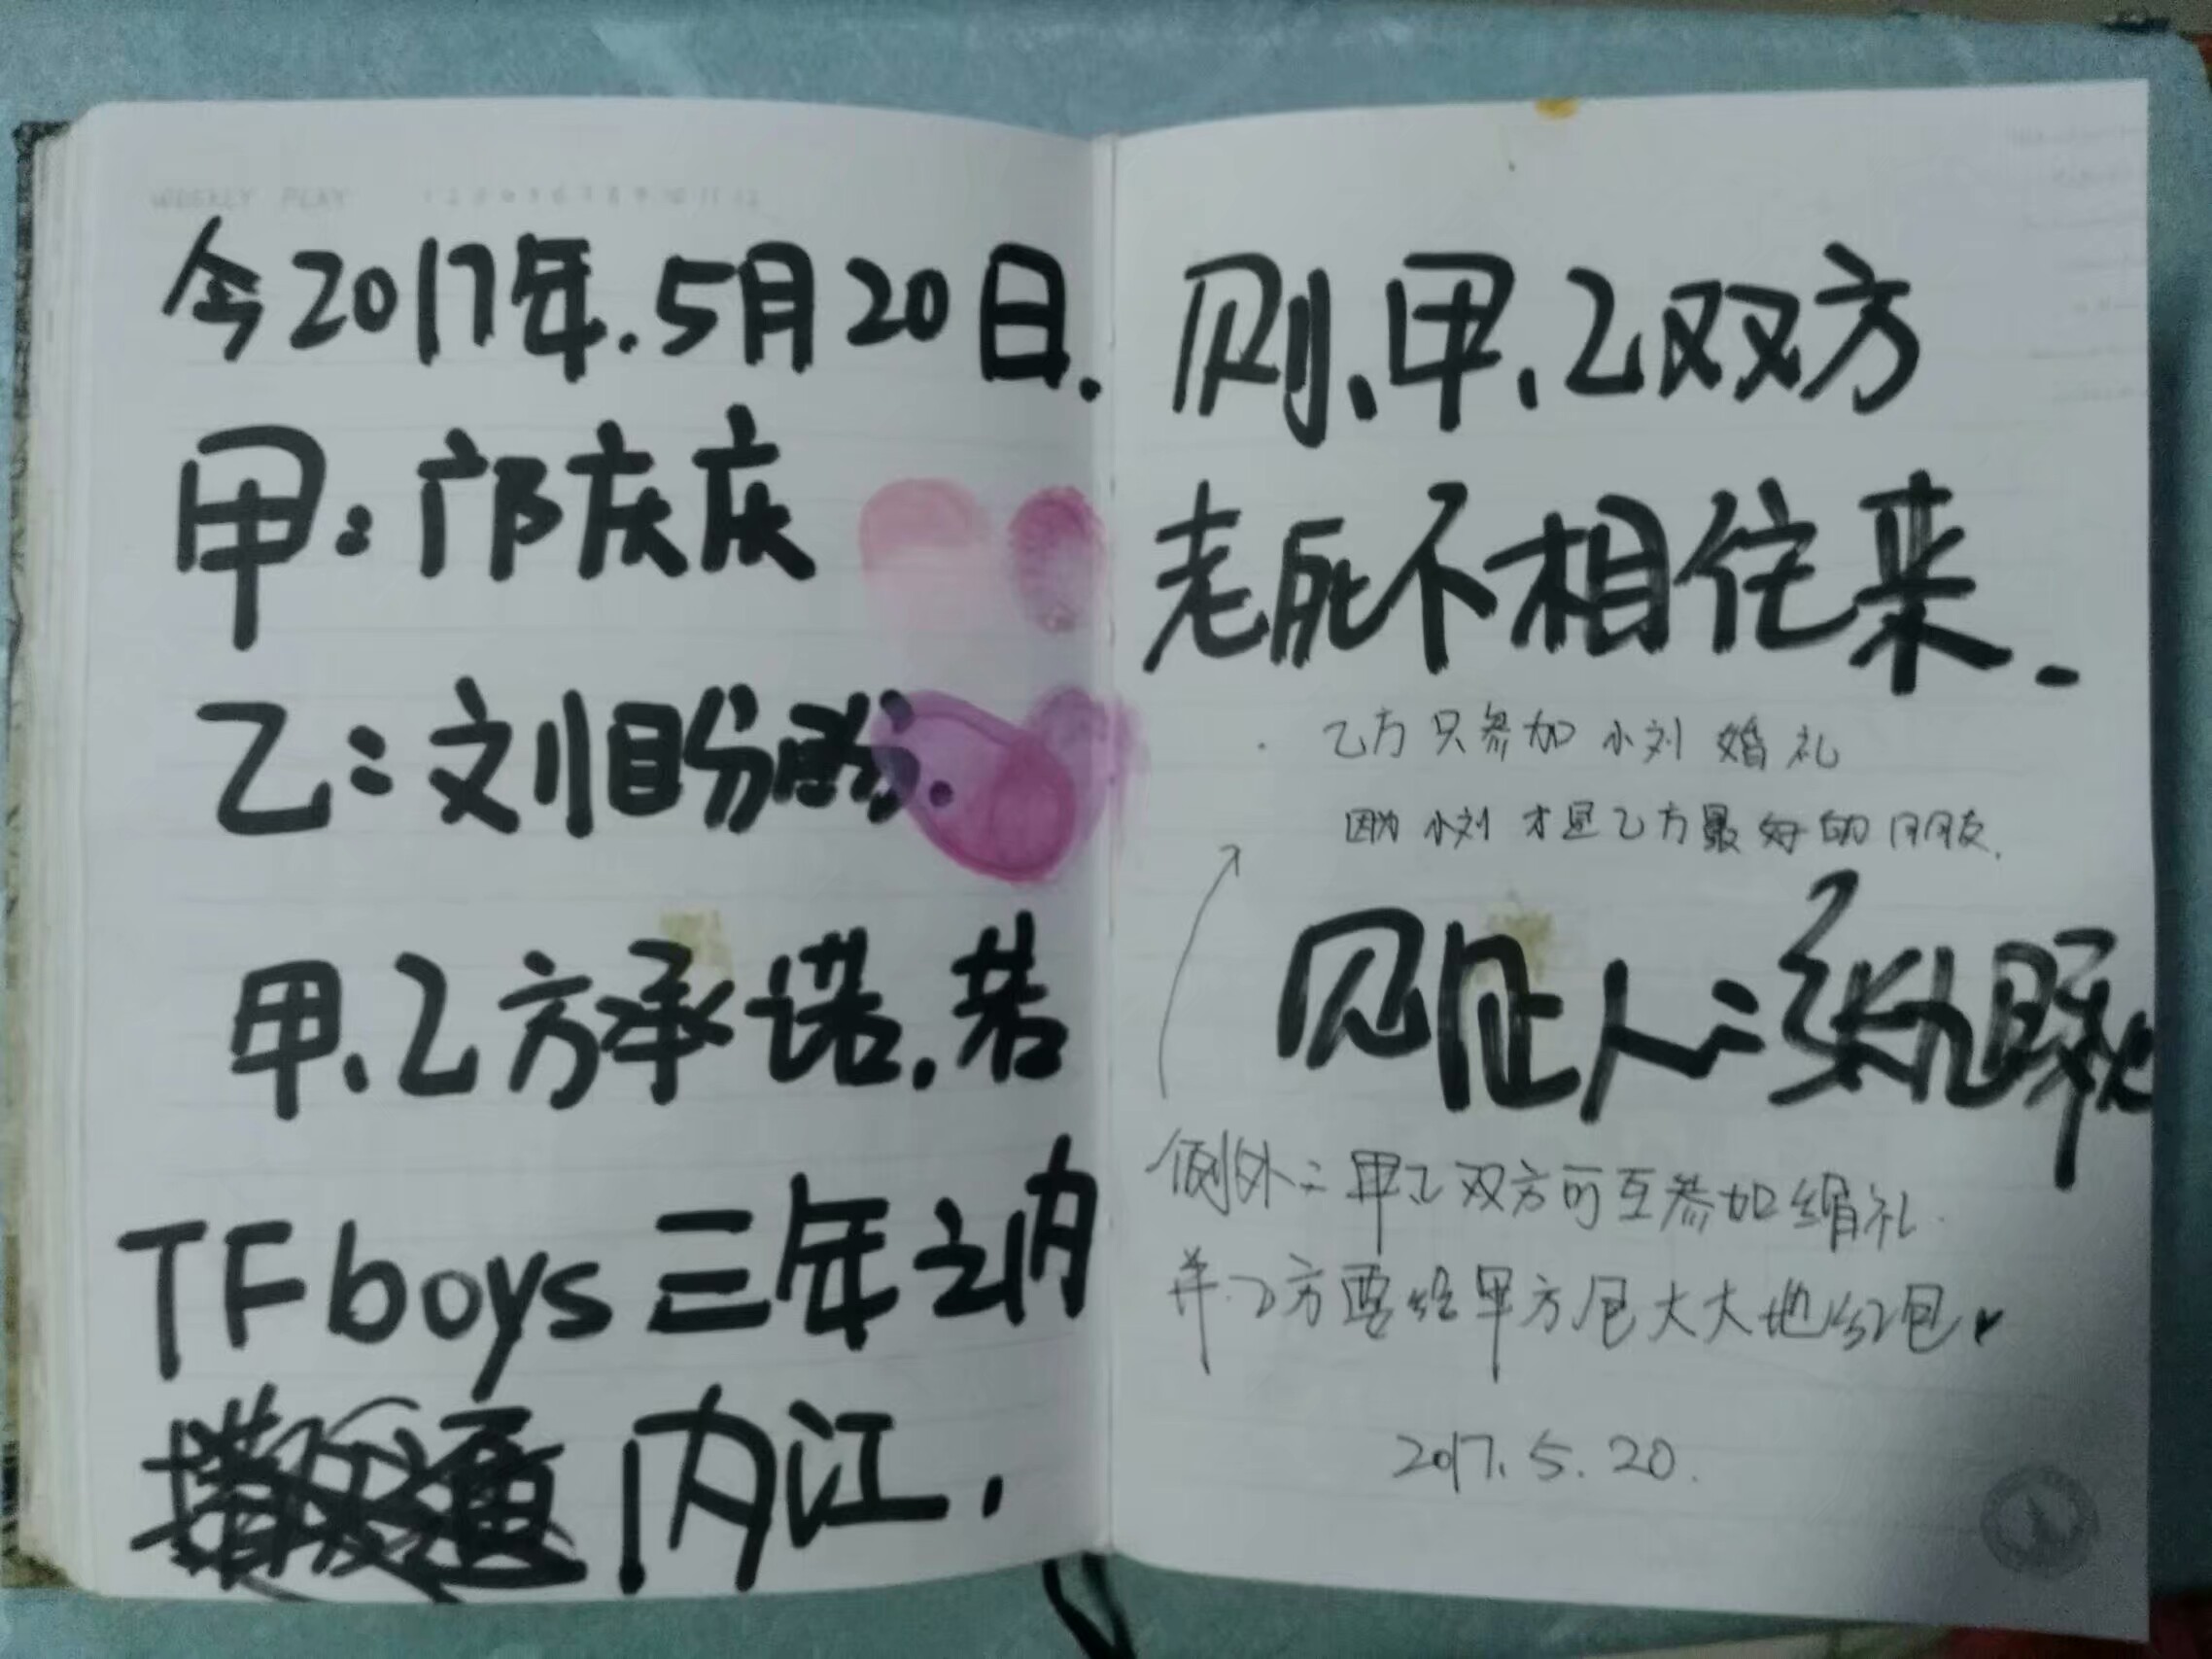 WEEKLY PLAY 1 2 3 4 5 6 7 8 9 10 11 12
今2017年.5月20日.
甲:邝庆庆
乙:刘盼盼
甲、乙方承诺,若
TFboys三年之内
内江,
则、甲、乙双方
老死不相往来.
乙方只参加小刘婚礼
因为小刘才是乙方最好的朋友.
见证人:张
例外:甲乙双方可互参加婚礼.
并.乙方要给甲方包大大地红包♥
2017.5.20.